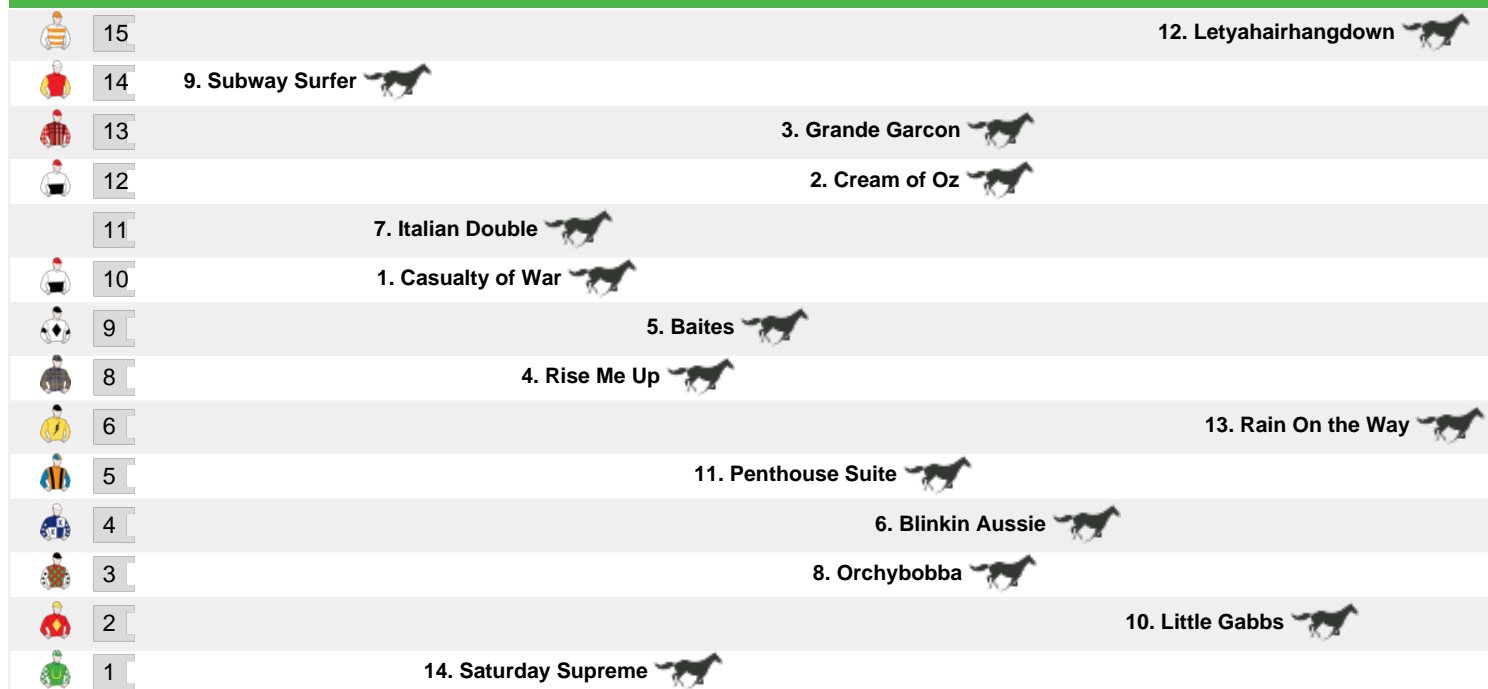 15 12. Letyahairhangdown
14 9. Subway Surfer
13 3. Grande Garcon
12 2. Cream of Oz
11 7. Italian Double
10 1. Casualty of War
9 5. Baites
8 4. Rise Me Up
6 13. Rain On the Way
5 11. Penthouse Suite
4 6. Blinkin Aussie
3 8. Orchybobba
2 10. Little Gabbs
1 14. Saturday Supreme